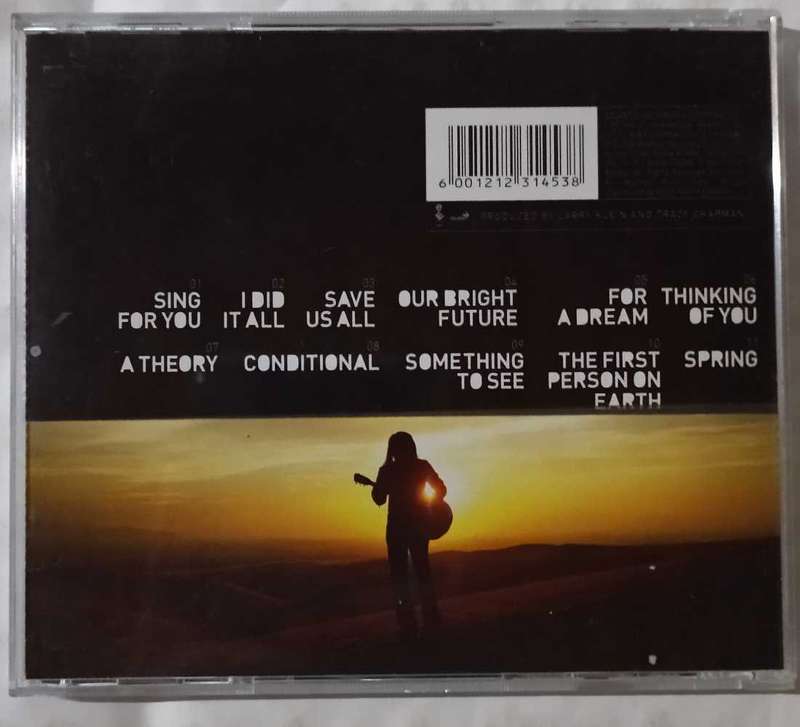 6 001212 314538
PRODUCED BY LARRY KLEIN AND TRACY CHAPMAN
01
SING
FOR YOU
02
I DID
IT ALL
03
SAVE
US ALL
04
OUR BRIGHT
FUTURE
05
FOR
A DREAM
06
THINKING
OF YOU
07
A THEORY
08
CONDITIONAL
09
SOMETHING
TO SEE
10
THE FIRST
PERSON ON
EARTH
11
SPRING